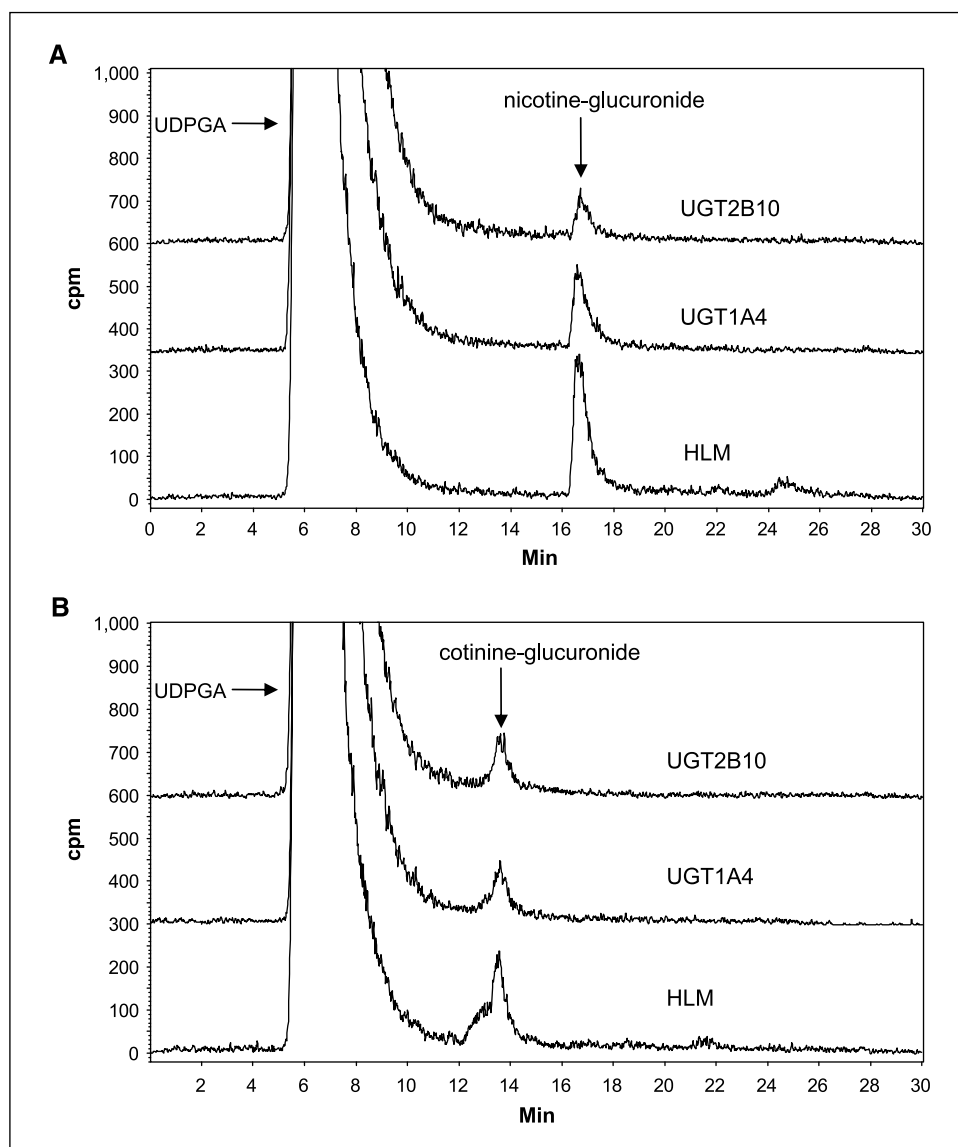 A
1,000
900
800
700
600
500
400
300
200
100
0
cpm
UDPGA
nicotine-glucuronide
UGT2B10
UGT1A4
HLM
0 2 4 6 8 10 12 14 16 18 20 22 24 26 28 30
Min
B
1,000
900
800
700
600
500
400
300
200
100
0
cpm
UDPGA
cotinine-glucuronide
UGT2B10
UGT1A4
HLM
2 4 6 8 10 12 14 16 18 20 22 24 26 28 30
Min